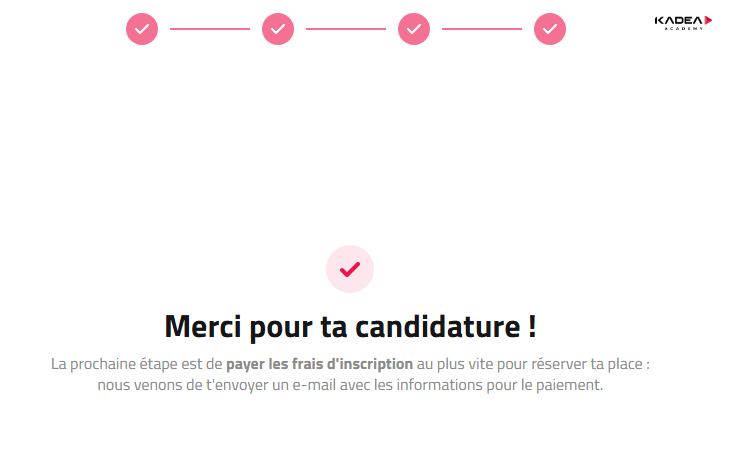 KADEA
ACADEMY
Merci pour ta candidature !
La prochaine étape est de payer les frais d'inscription au plus vite pour réserver ta place :
nous venons de t'envoyer un e-mail avec les informations pour le paiement.